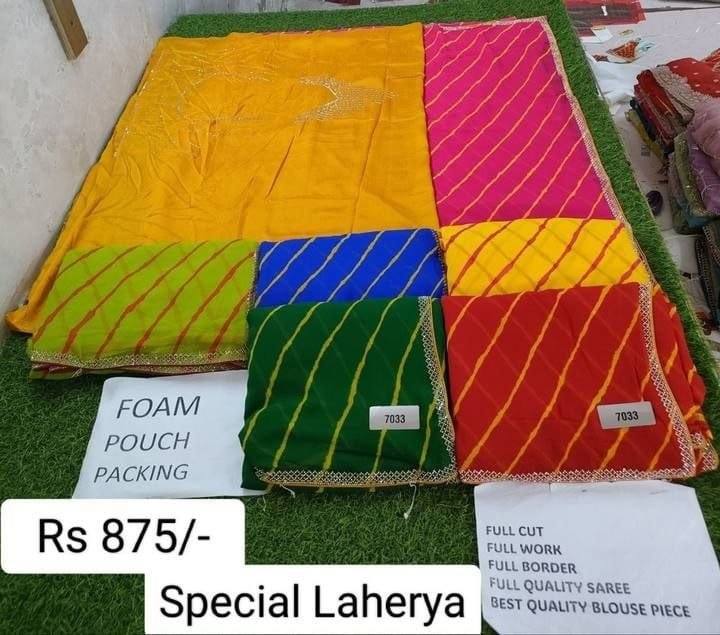 7033
7033
FOAM
POUCH
PACKING
Rs 875/-
Special Laherya
FULL CUT
FULL WORK
FULL BORDER
FULL QUALITY SAREE
BEST QUALITY BLOUSE PIECE